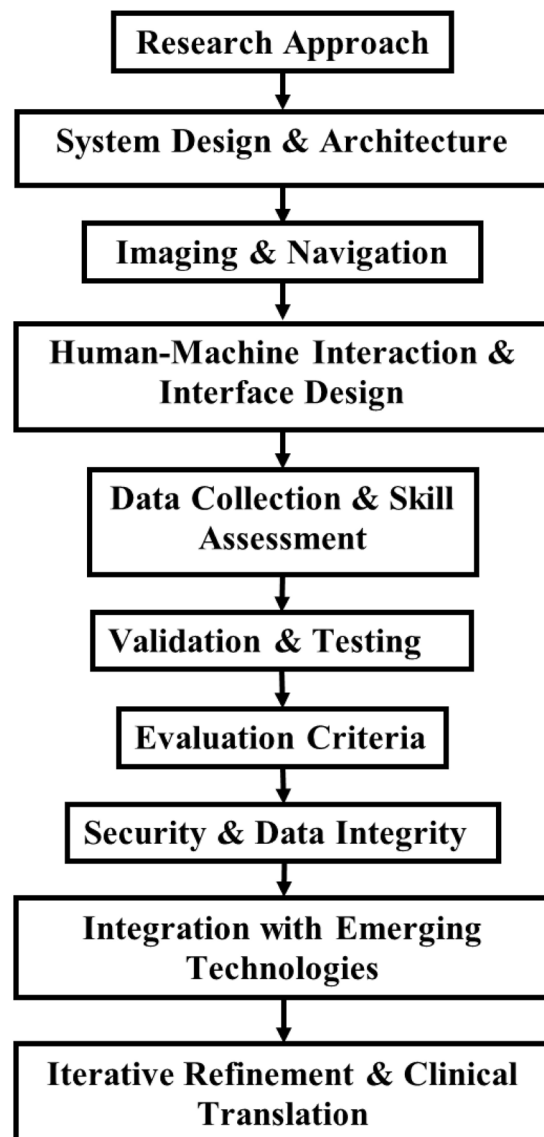 Research Approach
System Design & Architecture
Imaging & Navigation
Human-Machine Interaction &
Interface Design
Data Collection & Skill
Assessment
Validation & Testing
Evaluation Criteria
Security & Data Integrity
Integration with Emerging
Technologies
Iterative Refinement & Clinical
Translation